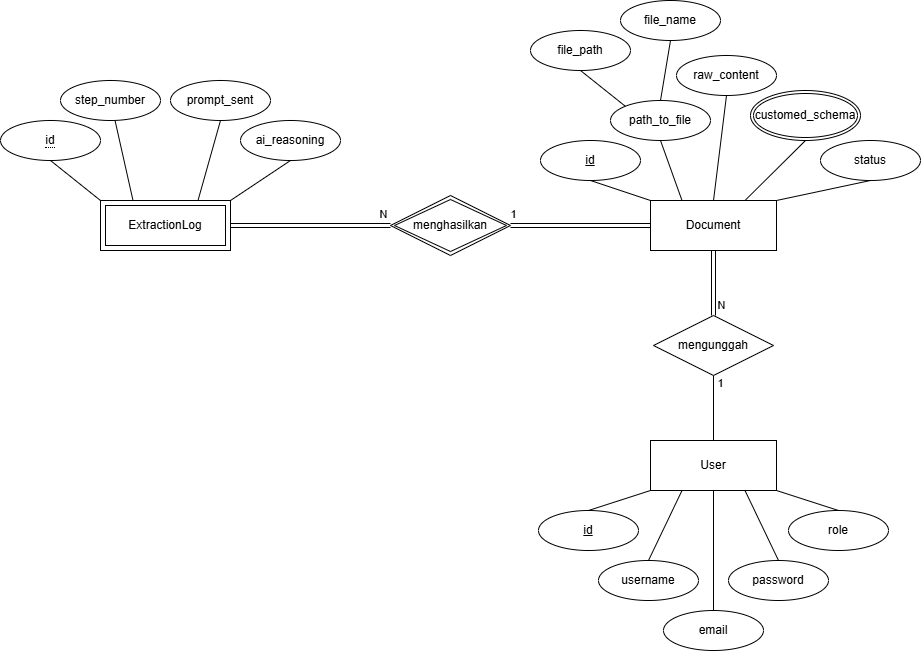 file_name
file_path
raw_content
step_number
prompt_sent
customed_schema
path_to_file
id
ai_reasoning
id
status
ExtractionLog
N
menghasilkan
1
Document
N
mengunggah
1
User
id
role
username
password
email